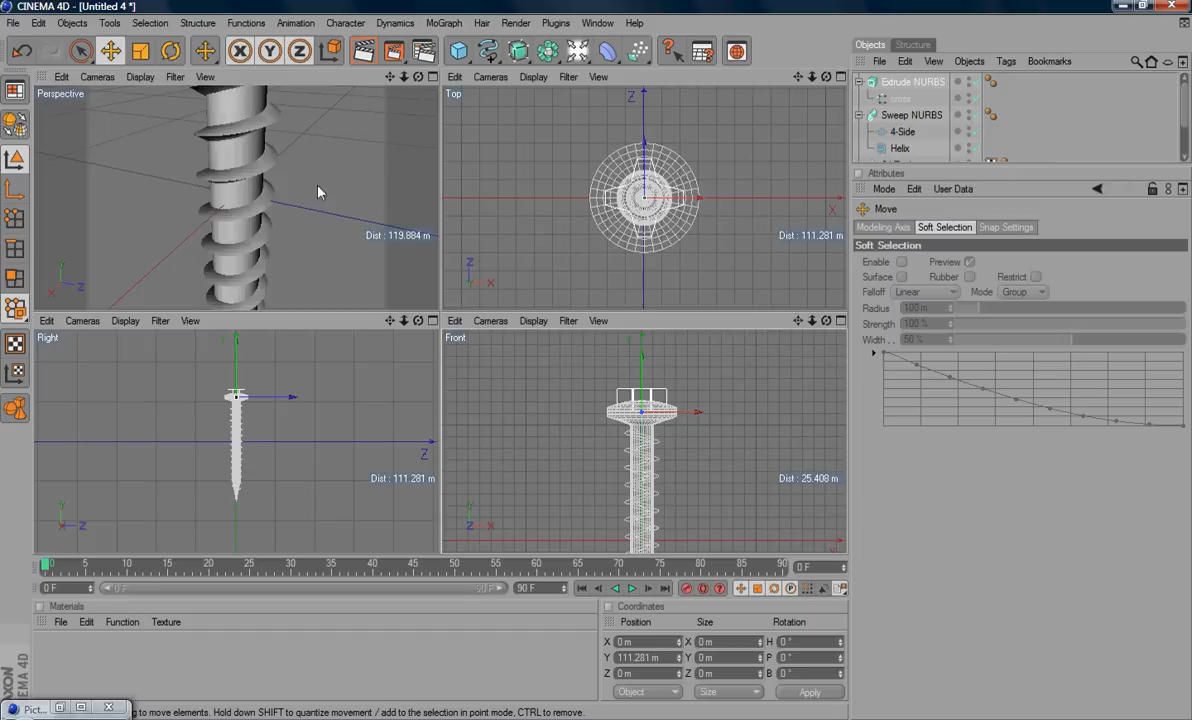 CINEMA 4D - [Untitled 4 *]
File Edit Objects Tools Selection Structure Functions Animation Character Dynamics MoGraph Hair Render Plugins Window Help
X Y Z
Objects Structure
File Edit View Objects Tags Bookmarks
Extrude NURBS
cross
Sweep NURBS
4-Side
Helix
Edit Cameras Display Filter View
Perspective
Dist : 119.884 m
Y
X Z
Edit Cameras Display Filter View
Top
Z
X
Dist : 111.281 m
Z
Y X
Edit Cameras Display Filter View
Right
Y
Z
Dist : 111.281 m
Y
X Z
Edit Cameras Display Filter View
Front
Dist : 25.408 m
Y
Z X
Attributes
Mode Edit User Data
Move
Modeling Axis Soft Selection Snap Settings
Soft Selection
Enable Preview
Surface Rubber Restrict
Falloff Linear Mode Group
Radius 100 m
Strength 100 %
Width . . 50 %
0 5 10 15 20 25 30 35 40 45 50 55 60 65 70 75 80 85 90 0 F
0 F 0 F 90 F 90 F
Materials
File Edit Function Texture
Coordinates
Position Size Rotation
X 0 m X 0 m H 0 °
Y 111.281 m Y 0 m P 0 °
Z 0 m Z 0 m B 0 °
Object Size Apply
MAXON
CINEMA 4D
Pict...
g to move elements. Hold down SHIFT to quantize movement / add to the selection in point mode, CTRL to remove.